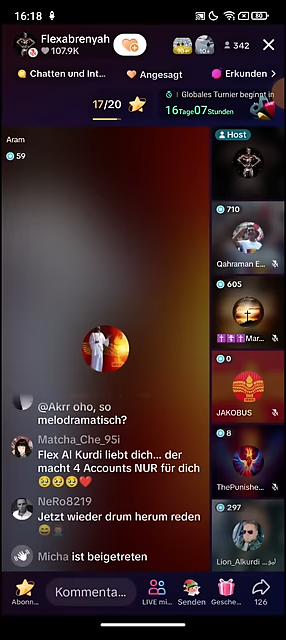 16:18
80
Flexabrenyah
107.9K
342
Chatten und Int...
Angesagt
Erkunden
17/20
Globales Turnier beginnt in
16Tage07Stunden
Aram
59
Host
710
Qahraman E...
605
Mar...
0
JAKOBUS
8
ThePunishe...
297
Lion_Alkurdi
@Akrr oho, so
melodramatisch?
Matcha_Che_95i
Flex Al Kurdi liebt dich... der
macht 4 Accounts NUR für dich
🥺🥺🥺❤️
NeRo8219
Jetzt wieder drum herum reden
Micha ist beigetreten
Abonn...
Kommenta...
LIVE mi...
Senden
Gesche...
126